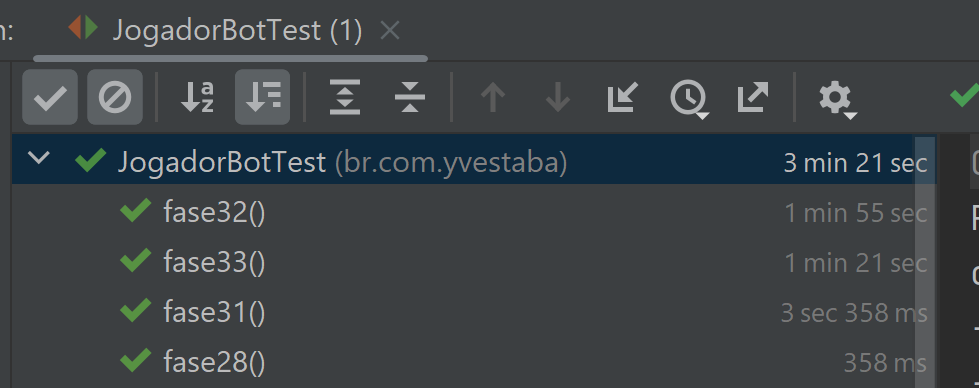 n: JogadorBotTest (1)
JogadorBotTest (br.com.yvestaba) 3 min 21 sec
fase32() 1 min 55 sec
fase33() 1 min 21 sec
fase31() 3 sec 358 ms
fase28() 358 ms